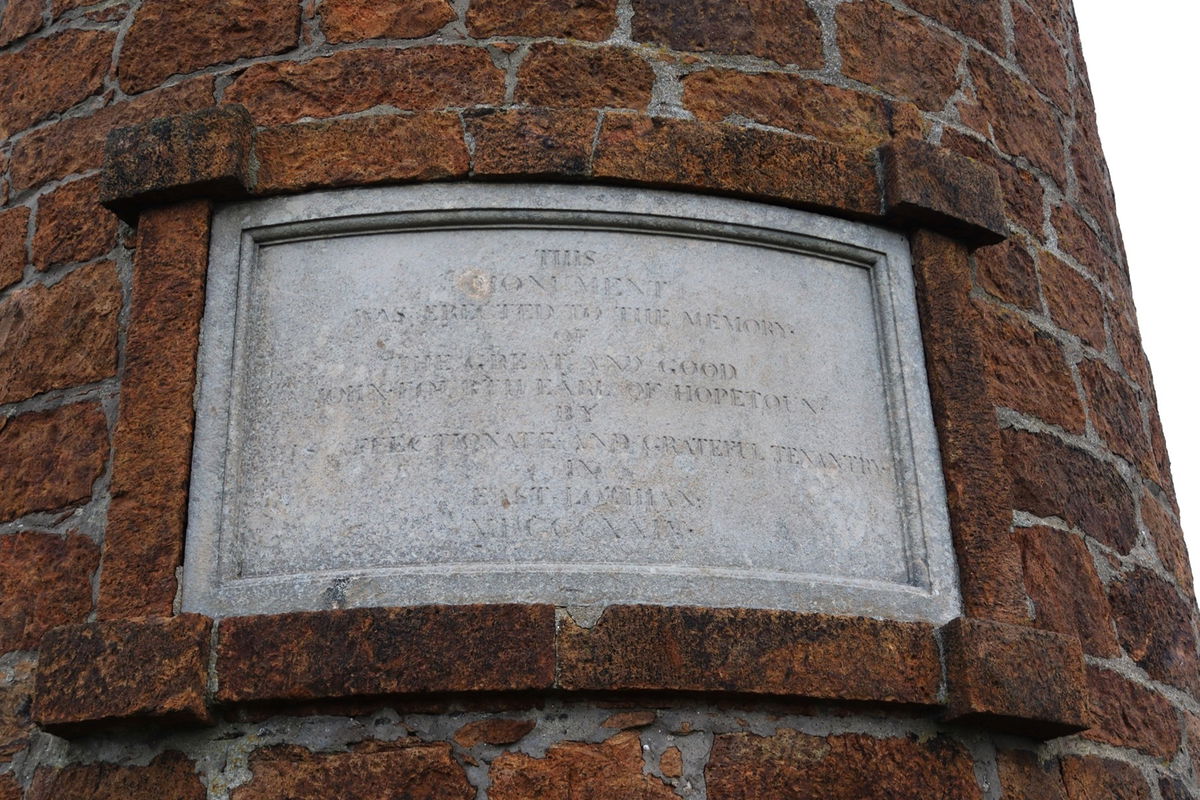 THIS
MONUMENT
WAS ERECTED TO THE MEMORY
OF
THE GREAT AND GOOD
JOHN FOURTH EARL OF HOPETOUN
BY
AFFECTIONATE AND GRATEFUL TENANTRY
IN
EAST LOTHIAN
MDCCCXXIV